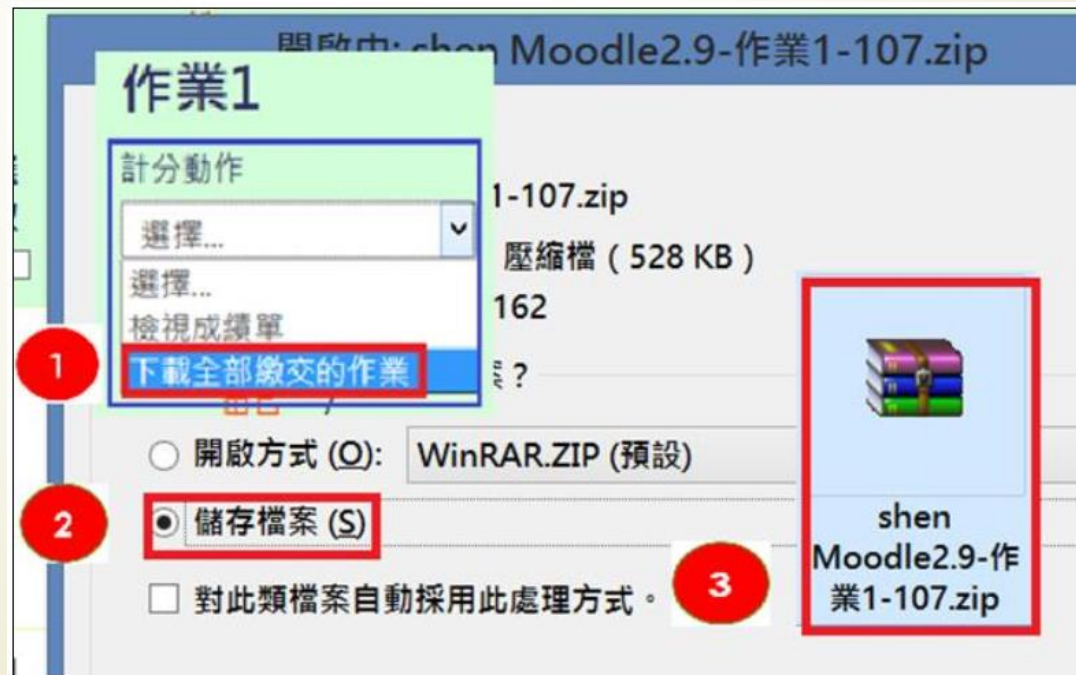 開啟中: shen Moodle2.9-作業1-107.zip
作業1
計分動作
選擇...
選擇...
檢視成績單
下載全部繳交的作業
1
1-107.zip
壓縮檔 ( 528 KB )
162
?
開啟方式 (O): WinRAR.ZIP (預設)
2
儲存檔案 (S)
對此類檔案自動採用此處理方式。
3
shen
Moodle2.9-作
業1-107.zip